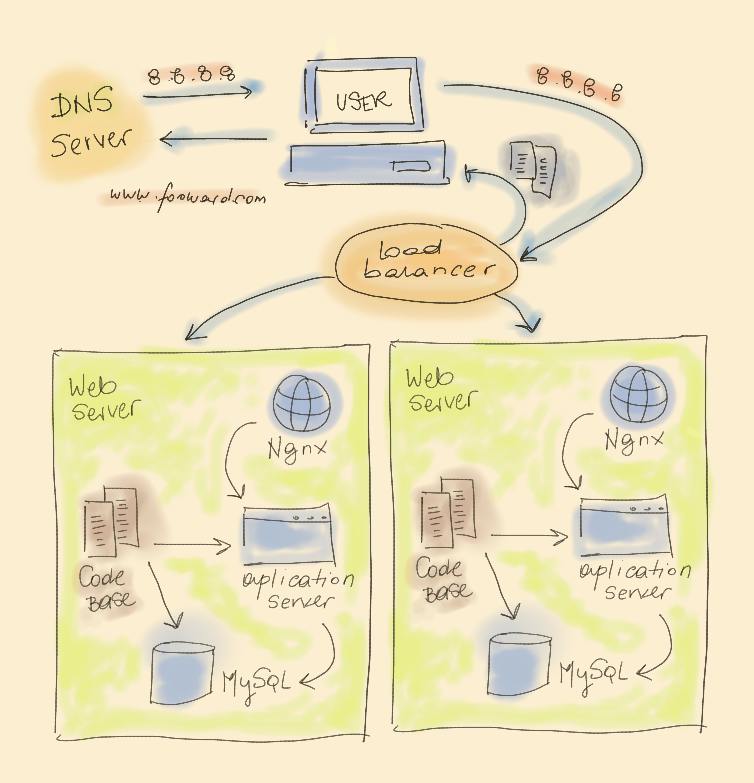 8.8.8.8
8.8.8.8
DNS
Server
USER
www.fooward.com
load
balancer
Web
Server
Ngnx
Code
Base
aplication
server
MySQL
Web
Server
Ngnx
Code
Base
aplication
server
MySQL